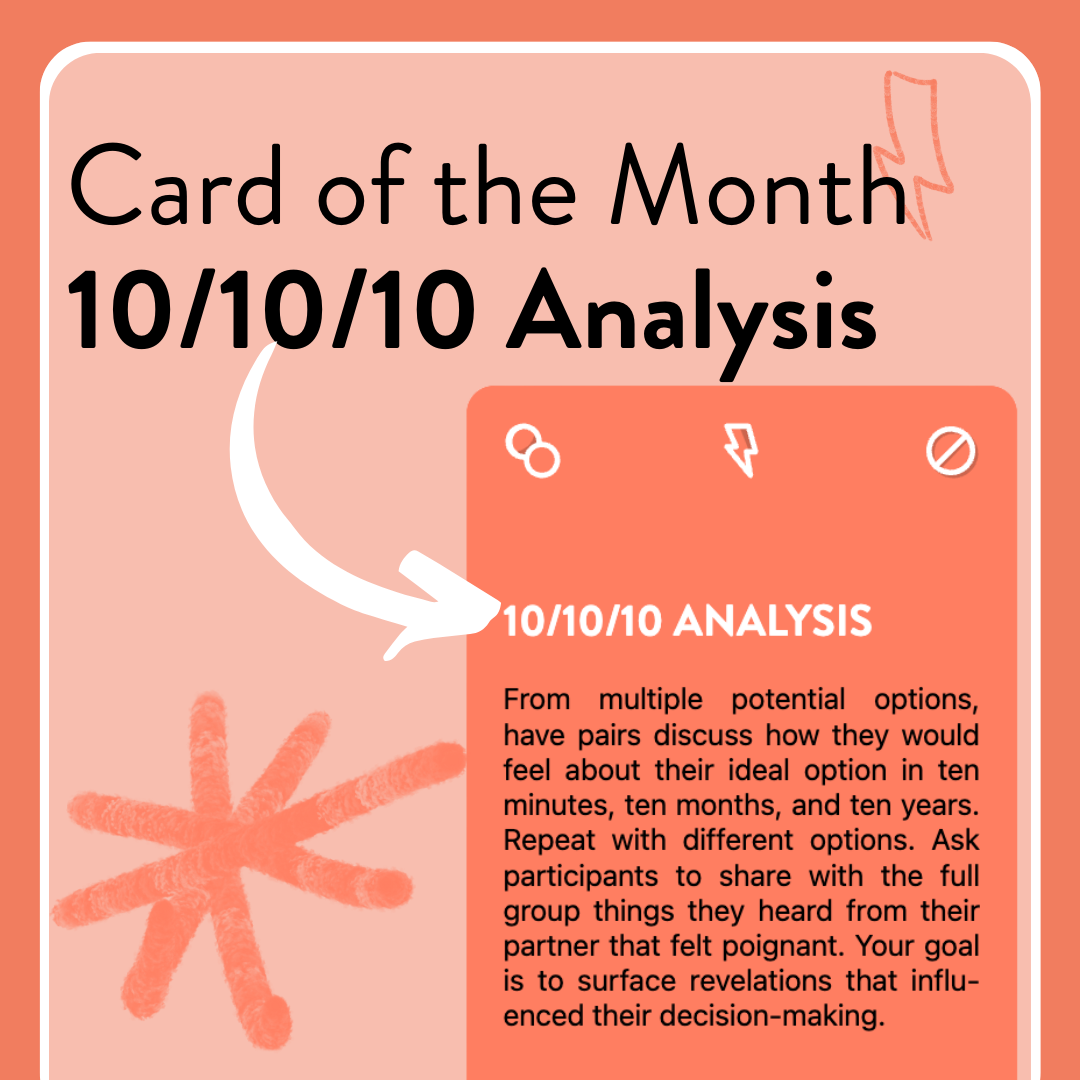 Card of the Month
10/10/10 Analysis
10/10/10 ANALYSIS
From multiple potential options,
have pairs discuss how they would
feel about their ideal option in ten
minutes, ten months, and ten years.
Repeat with different options. Ask
participants to share with the full
group things they heard from their
partner that felt poignant. Your goal
is to surface revelations that influ-
enced their decision-making.